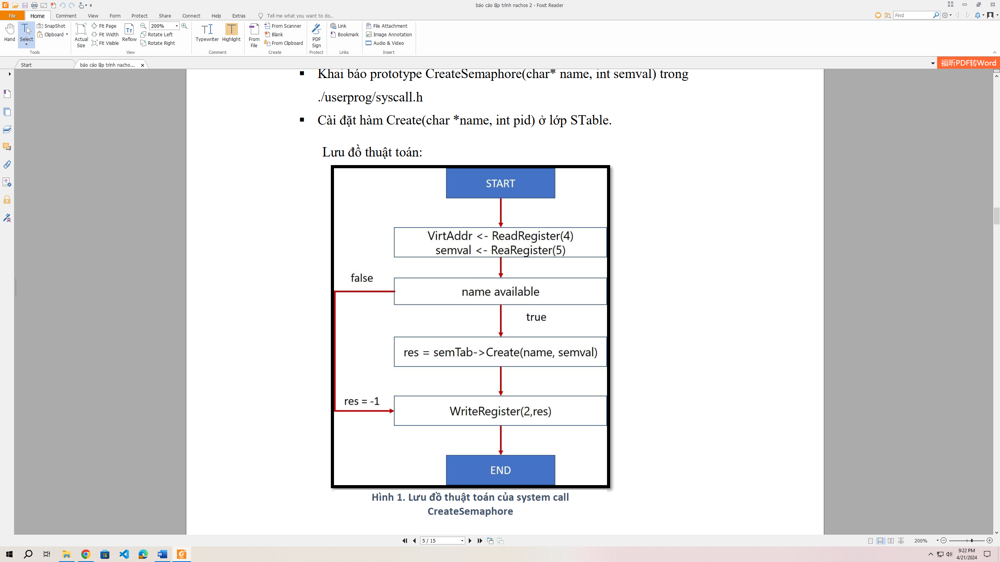 báo cáo lập trình nachos 2 - Foxit Reader
File Home Comment View Form Protect Share Connect Help Extras Tell me what you want to do.. Find
Hand Select SnapShot Clipboard Actual Size Fit Page Fit Width Fit Visible Reflow 200% Rotate Left Rotate Right Typewriter Highlight From File From Scanner Blank From Clipboard PDF Sign Link Bookmark File Attachment Image Annotation Audio & Video
Tools View Comment Create Protect Links Insert
Start báo cáo lập trình nacho... 福昕PDF转Word
Khai báo prototype CreateSemaphore(char* name, int semval) trong
./userprog/syscall.h
Cài đặt hàm Create(char *name, int pid) ở lớp STable.
Lưu đồ thuật toán:
START
VirtAddr <- ReadRegister(4)
semval <- ReaRegister(5)
false
name available
true
res = semTab->Create(name, semval)
res = -1
WriteRegister(2,res)
END
Hình 1. Lưu đồ thuật toán của system call
CreateSemaphore
5 / 15 200%
9:22 PM
4/21/2024